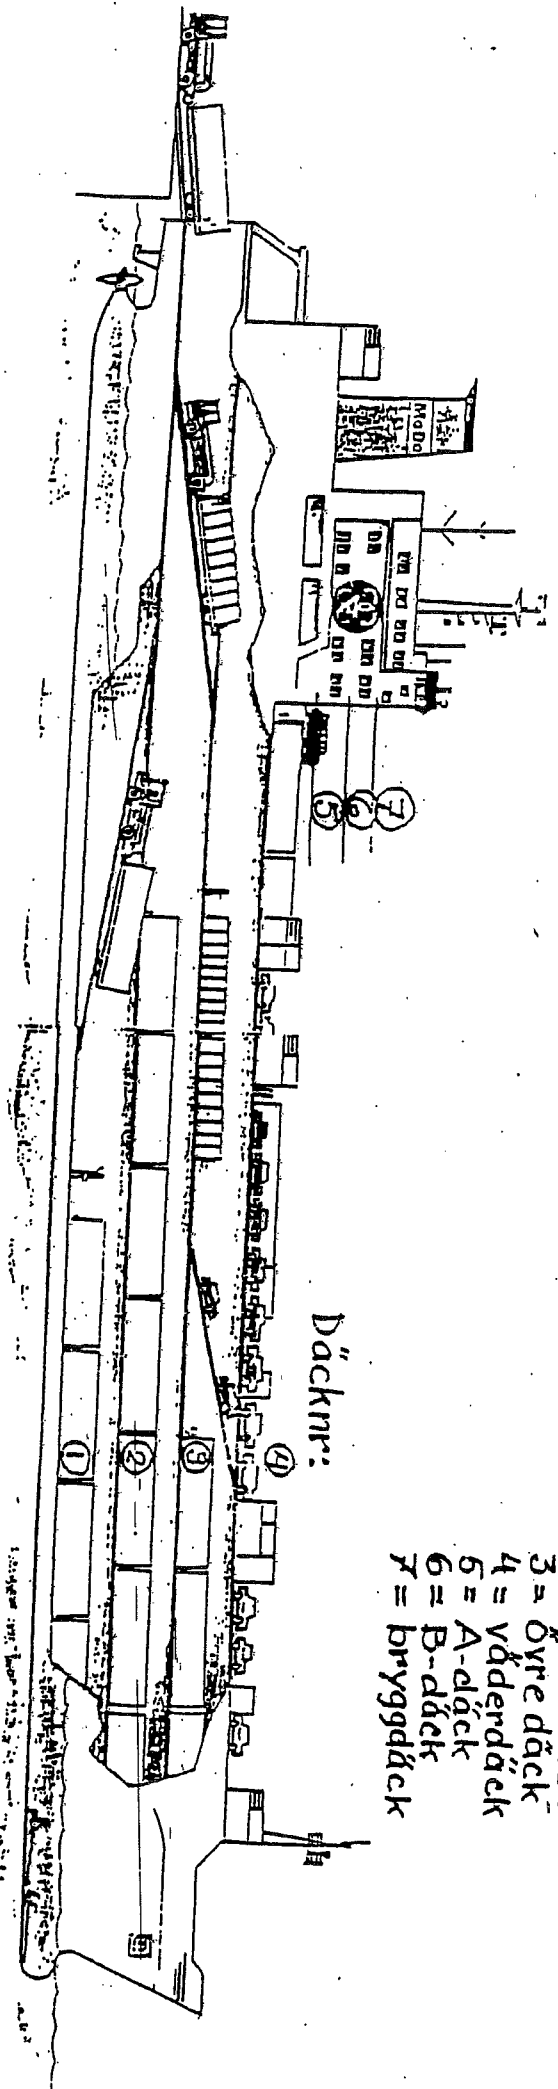 3 = Övre däck
4 = väderdäck
5 = A-däck
6 = B-däck
7 = bryggdäck
Däcknr:
MoDo
7
6
5
4
3
2
1